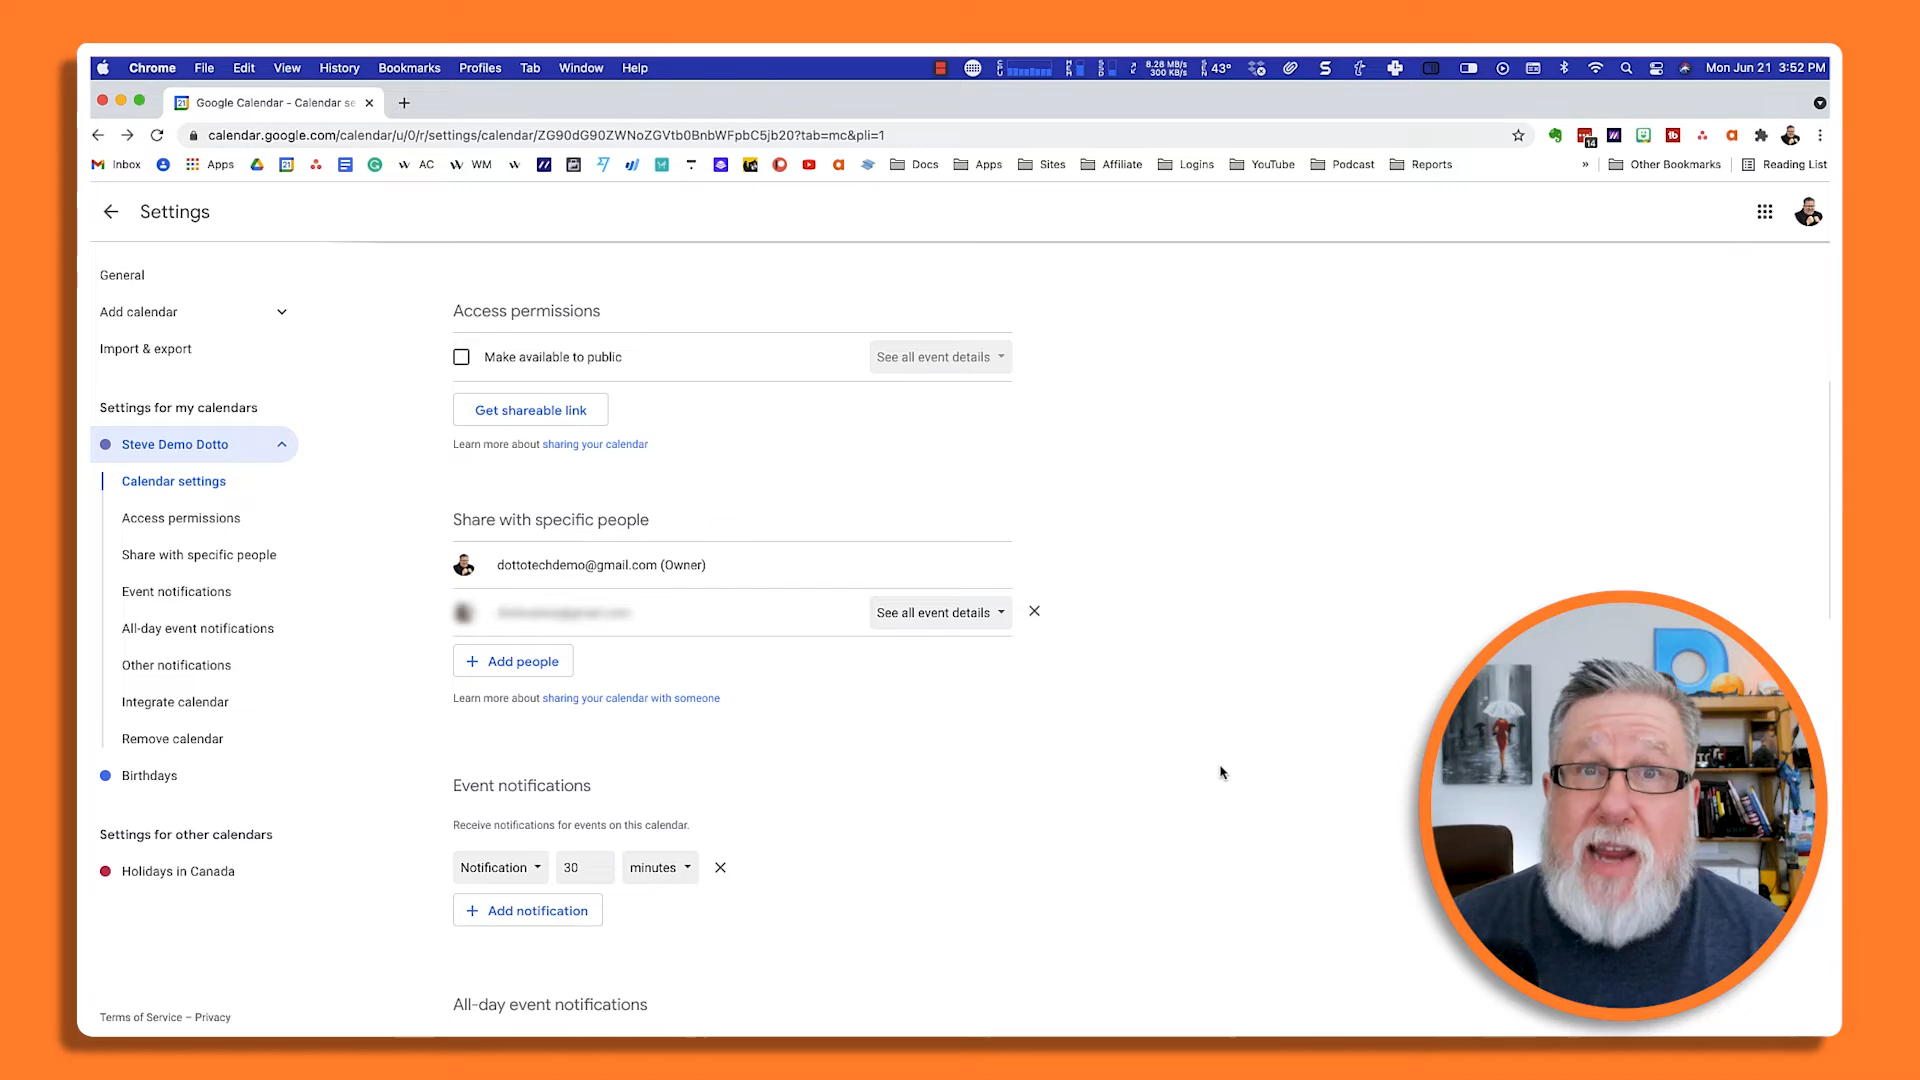 Chrome File Edit View History Bookmarks Profiles Tab Window Help 8.28 MB/s 300 KB/s 43° Mon Jun 21 3:52 PM
Google Calendar - Calendar se
calendar.google.com/calendar/u/0/r/settings/calendar/ZG90dG90ZWNoZGVtb0BnbWFpbC5jb20?tab=mc&pli=1
14
Inbox Apps AC WM Docs Apps Sites Affiliate Logins YouTube Podcast Reports » Other Bookmarks Reading List
Settings
General
Add calendar
Import & export
Settings for my calendars
Steve Demo Dotto
Calendar settings
Access permissions
Share with specific people
Event notifications
All-day event notifications
Other notifications
Integrate calendar
Remove calendar
Birthdays
Settings for other calendars
Holidays in Canada
Terms of Service – Privacy
Access permissions
Make available to public See all event details
Get shareable link
Learn more about sharing your calendar
Share with specific people
dottotechdemo@gmail.com (Owner)
See all event details
+ Add people
Learn more about sharing your calendar with someone
Event notifications
Receive notifications for events on this calendar.
Notification 30 minutes
+ Add notification
All-day event notifications